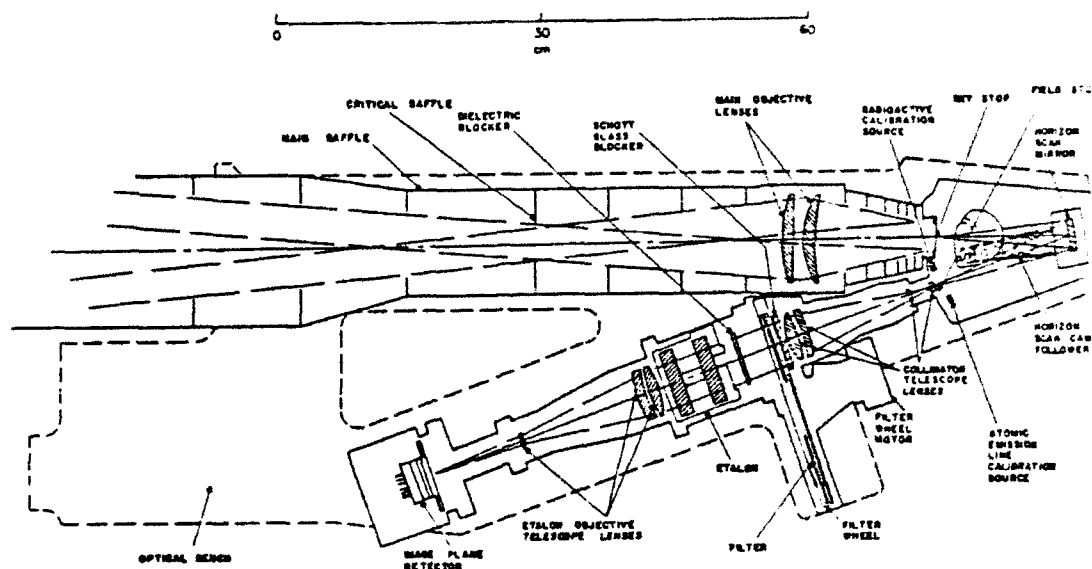 0
30
60
cm
CRITICAL BAFFLE
DIELECTRIC
BLOCKER
MAIN BAFFLE
SCHOTT
GLASS
BLOCKER
MAIN OBJECTIVE
LENSES
RADIOACTIVE
CALIBRATION
SOURCE
STOP
FIELD
HORIZON
SCAN
MIRROR
HORIZON
SCAN CAM
FOLLOWER
COLLIMATOR
TELESCOPE
LENSES
FILTER
WHEEL
MOTOR
ATOMIC
EMISSION
LINE
CALIBRATION
SOURCE
ETALON
ETALON OBJECTIVE
TELESCOPE LENSES
FILTER
FILTER
WHEEL
IMAGE PLANE
DETECTOR
OPTICAL BENCH